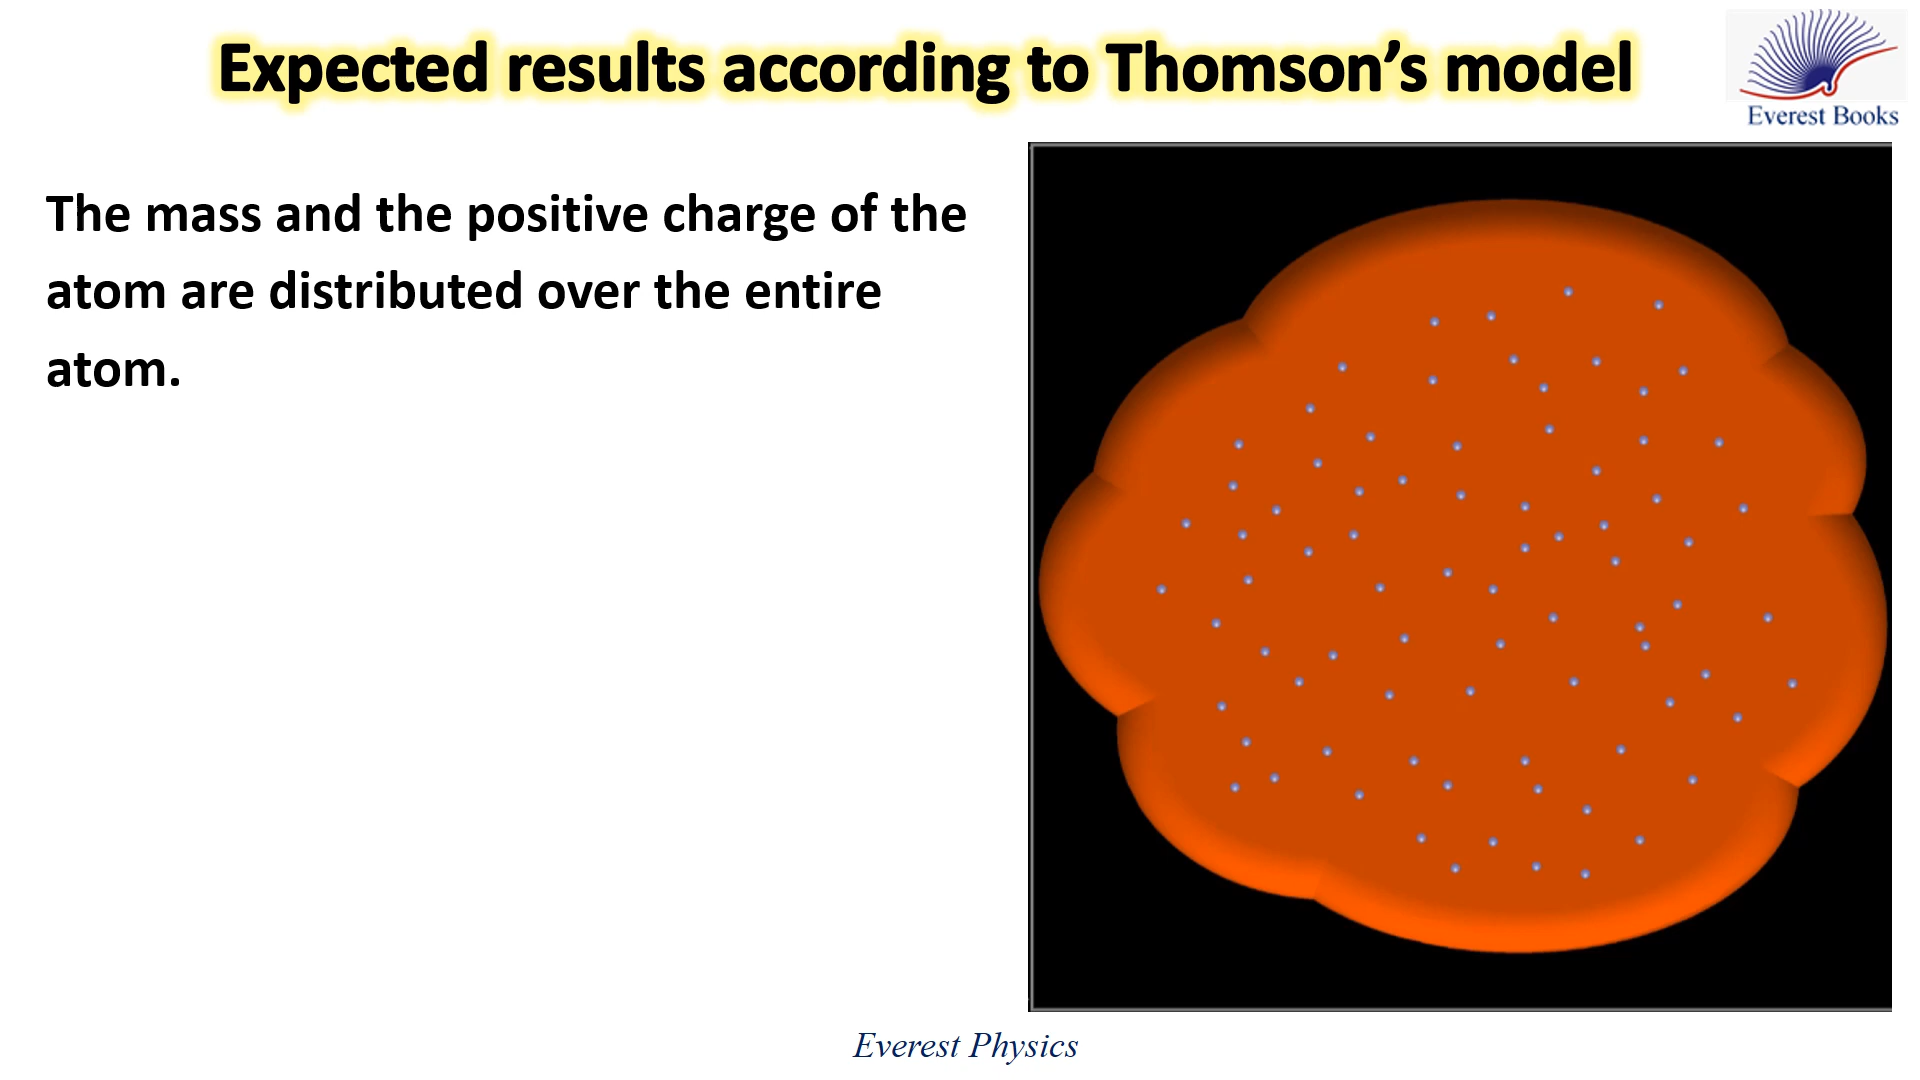 Expected results according to Thomson’s model
Everest Books
The mass and the positive charge of the
atom are distributed over the entire
atom.
Everest Physics